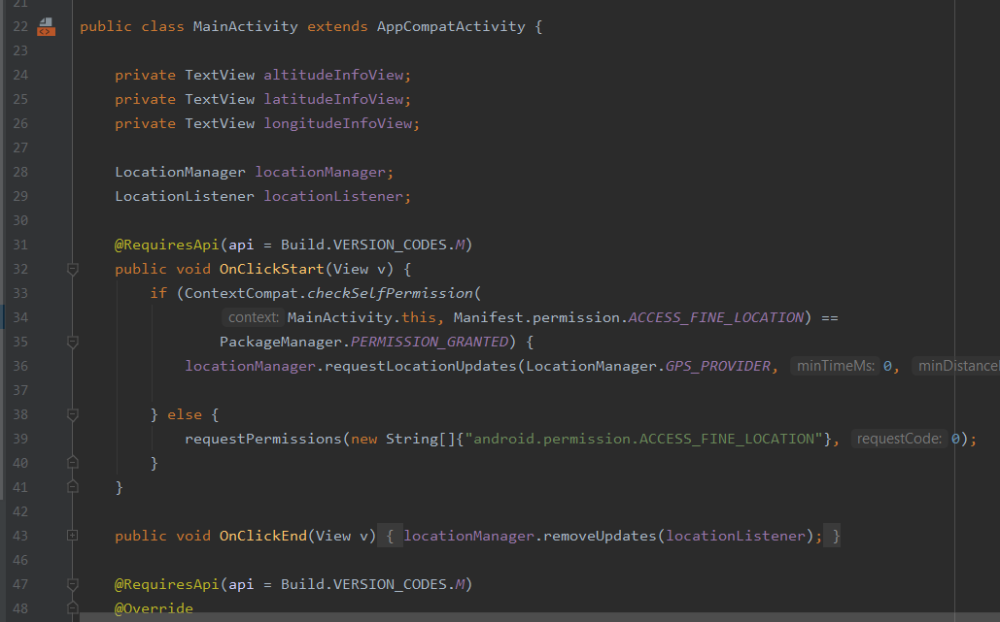 21
22 public class MainActivity extends AppCompatActivity {
23
24 private TextView altitudeInfoView;
25 private TextView latitudeInfoView;
26 private TextView longitudeInfoView;
27
28 LocationManager locationManager;
29 LocationListener locationListener;
30
31 @RequiresApi(api = Build.VERSION_CODES.M)
32 public void OnClickStart(View v) {
33 if (ContextCompat.checkSelfPermission(
34 context: MainActivity.this, Manifest.permission.ACCESS_FINE_LOCATION) ==
35 PackageManager.PERMISSION_GRANTED) {
36 locationManager.requestLocationUpdates(LocationManager.GPS_PROVIDER, minTimeMs: 0, minDistance
37
38 } else {
39 requestPermissions(new String[]{"android.permission.ACCESS_FINE_LOCATION"}, requestCode: 0);
40 }
41 }
42
43 public void OnClickEnd(View v) { locationManager.removeUpdates(locationListener); }
46
47 @RequiresApi(api = Build.VERSION_CODES.M)
48 @Override